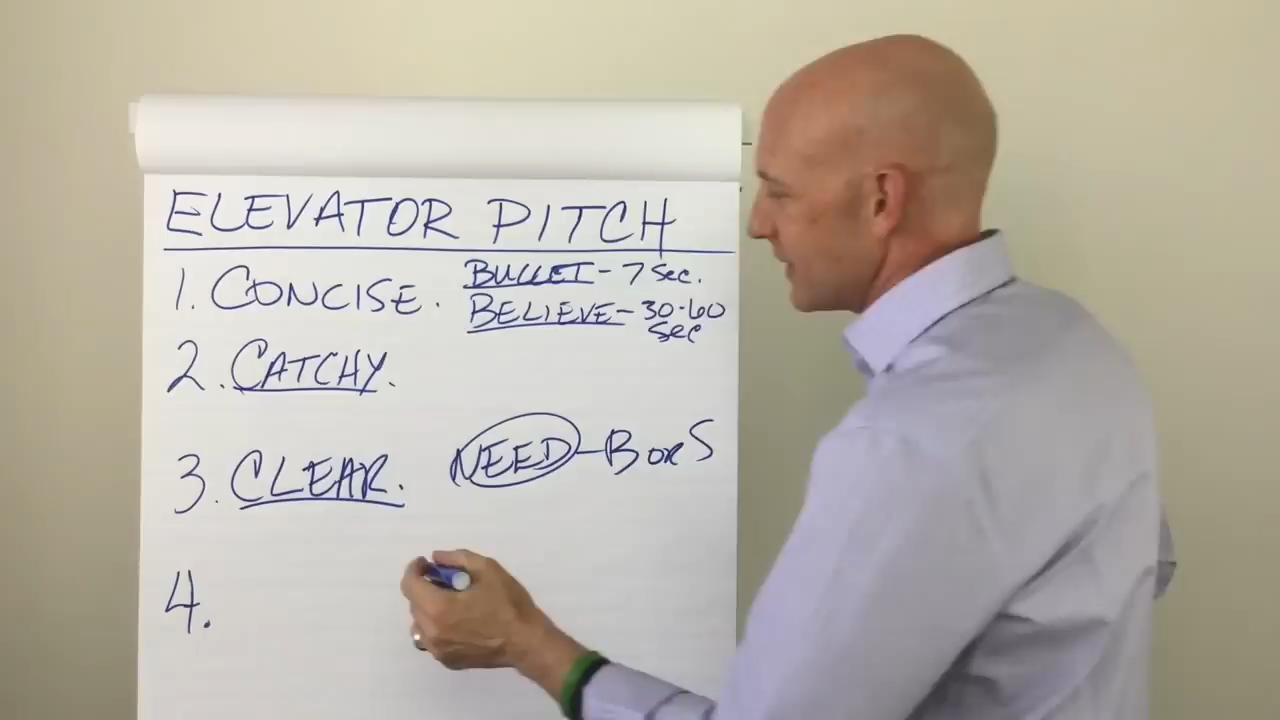 ELEVATOR PITCH
1. CONCISE. BULLET - 7 Sec.
BELIEVE - 30-60
Sec
2. CATCHY.
3. CLEAR. NEED - B or S
4.